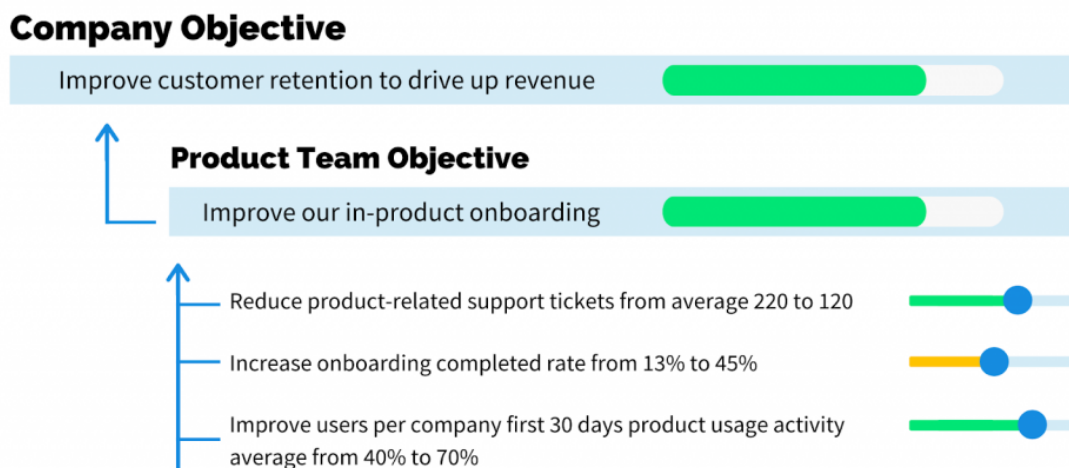 Company Objective
Improve customer retention to drive up revenue
Product Team Objective
Improve our in-product onboarding
Reduce product-related support tickets from average 220 to 120
Increase onboarding completed rate from 13% to 45%
Improve users per company first 30 days product usage activity
average from 40% to 70%